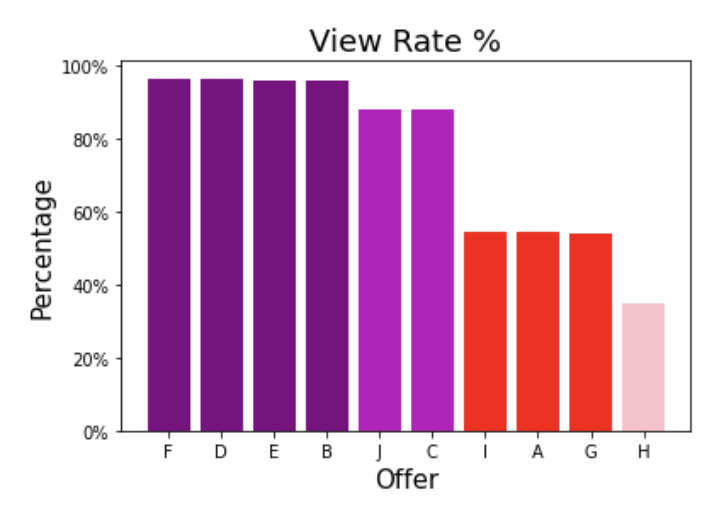 View Rate %
100%
80%
60%
40%
20%
0%
Percentage
F D E B J C I A G H
Offer